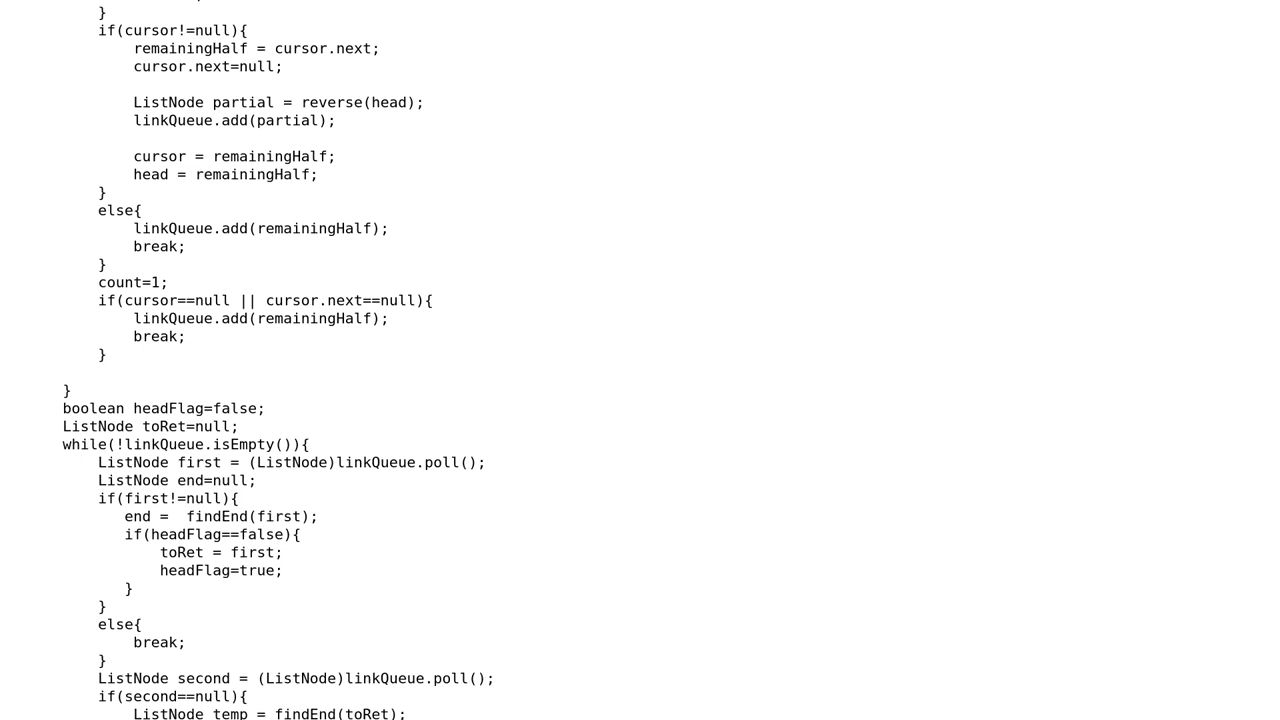 }
if(cursor!=null){
remainingHalf = cursor.next;
cursor.next=null;
ListNode partial = reverse(head);
linkQueue.add(partial);
cursor = remainingHalf;
head = remainingHalf;
}
else{
linkQueue.add(remainingHalf);
break;
}
count=1;
if(cursor==null || cursor.next==null){
linkQueue.add(remainingHalf);
break;
}
}
boolean headFlag=false;
ListNode toRet=null;
while(!linkQueue.isEmpty()){
ListNode first = (ListNode)linkQueue.poll();
ListNode end=null;
if(first!=null){
end =  findEnd(first);
if(headFlag==false){
toRet = first;
headFlag=true;
}
}
else{
break;
}
ListNode second = (ListNode)linkQueue.poll();
if(second==null){
ListNode temp = findEnd(toRet);